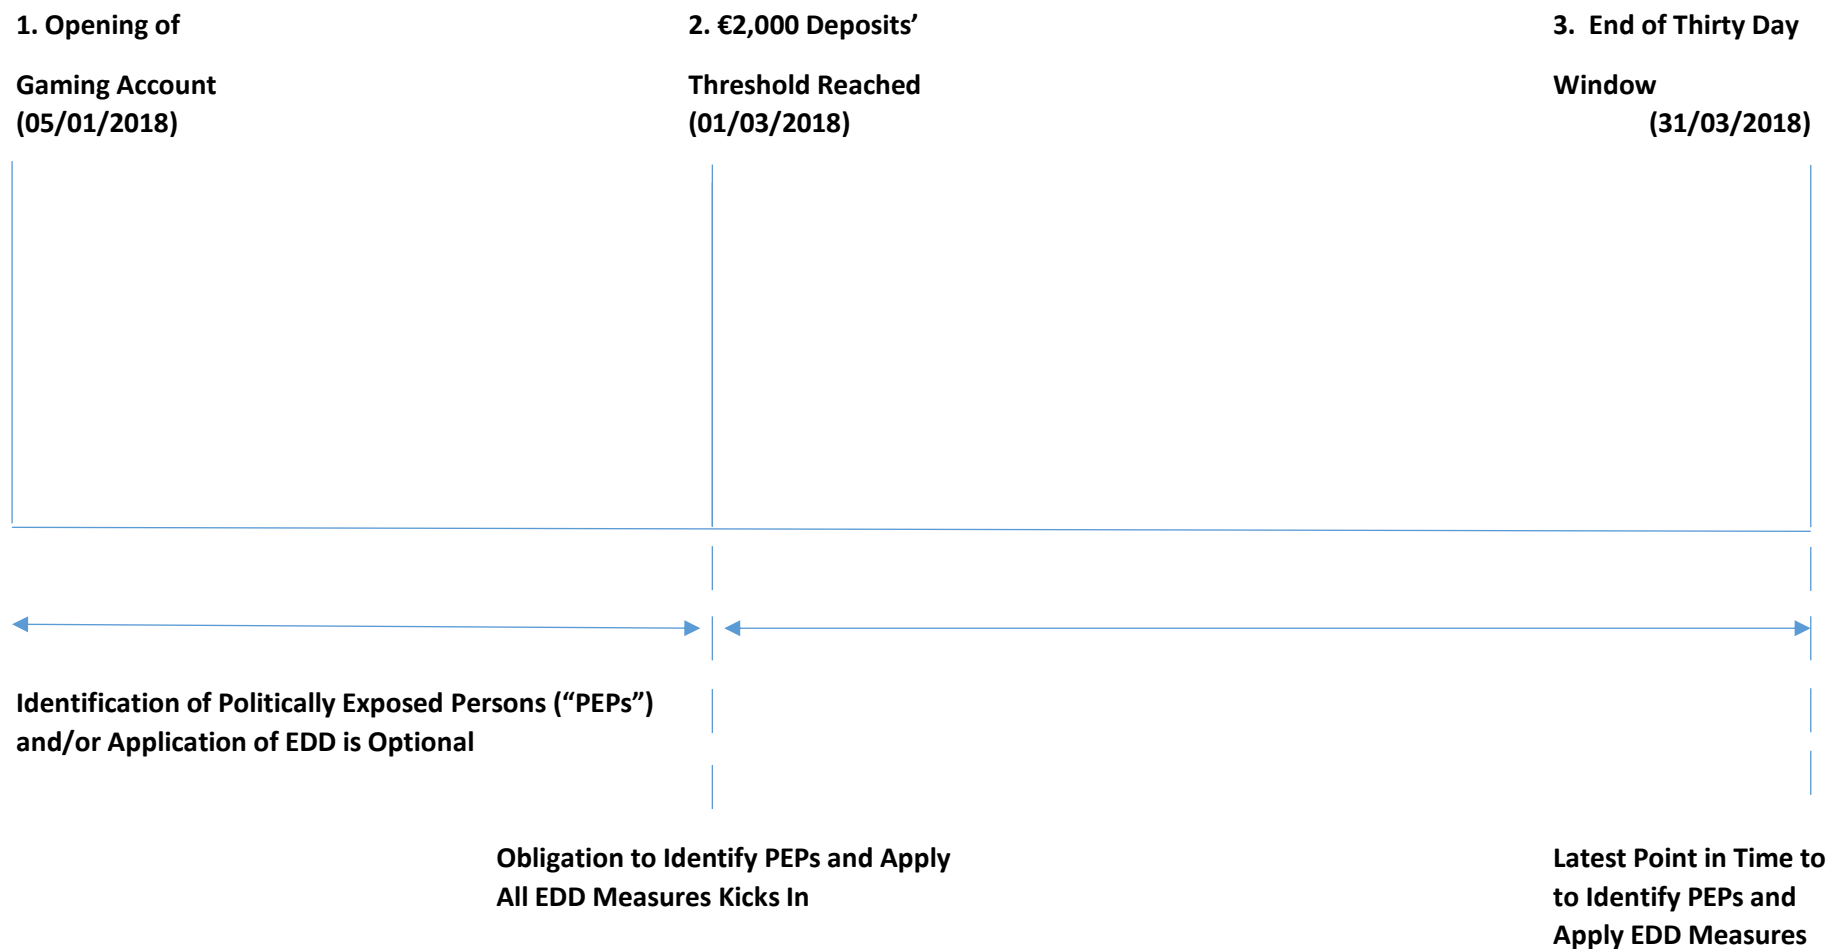 1. Opening of
Gaming Account
(05/01/2018)
2. €2,000 Deposits’
Threshold Reached
(01/03/2018)
3. End of Thirty Day
Window
(31/03/2018)
Identification of Politically Exposed Persons (“PEPs”)
and/or Application of EDD is Optional
Obligation to Identify PEPs and Apply
All EDD Measures Kicks In
Latest Point in Time to
to Identify PEPs and
Apply EDD Measures